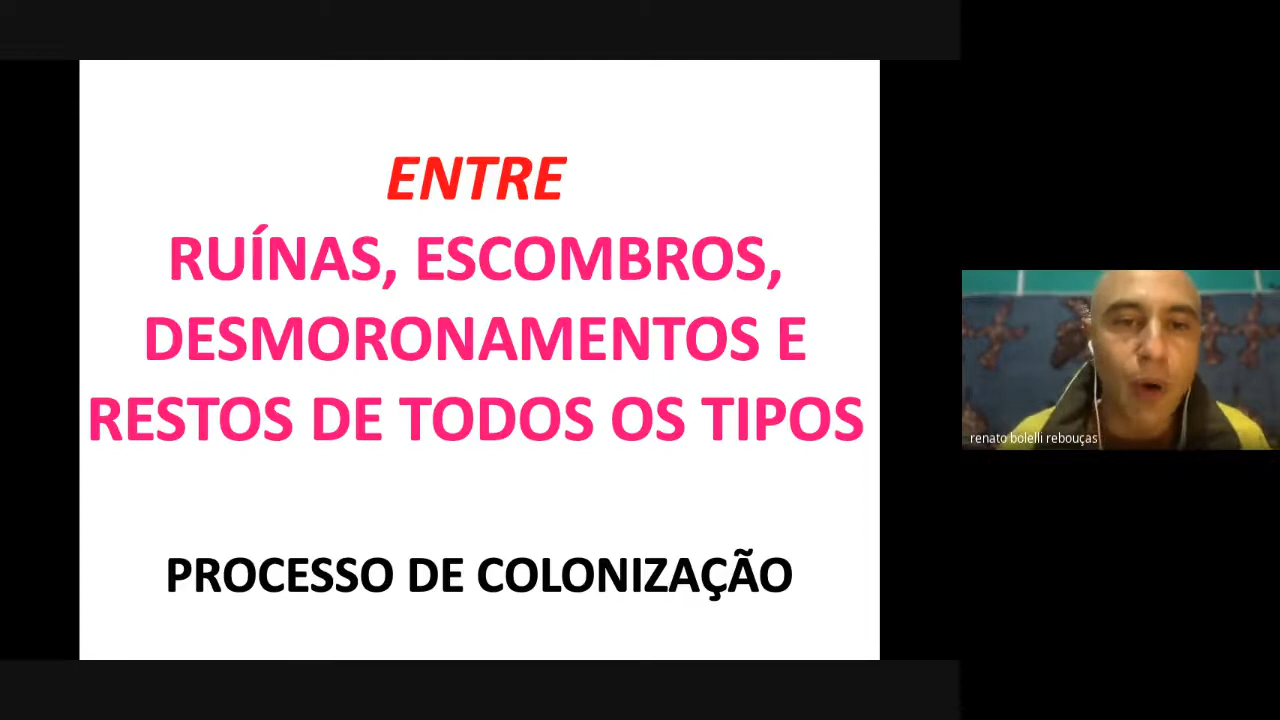 ENTRE
RUÍNAS, ESCOMBROS,
DESMORONAMENTOS E
RESTOS DE TODOS OS TIPOS
PROCESSO DE COLONIZAÇÃO
renato bolelli rebouças